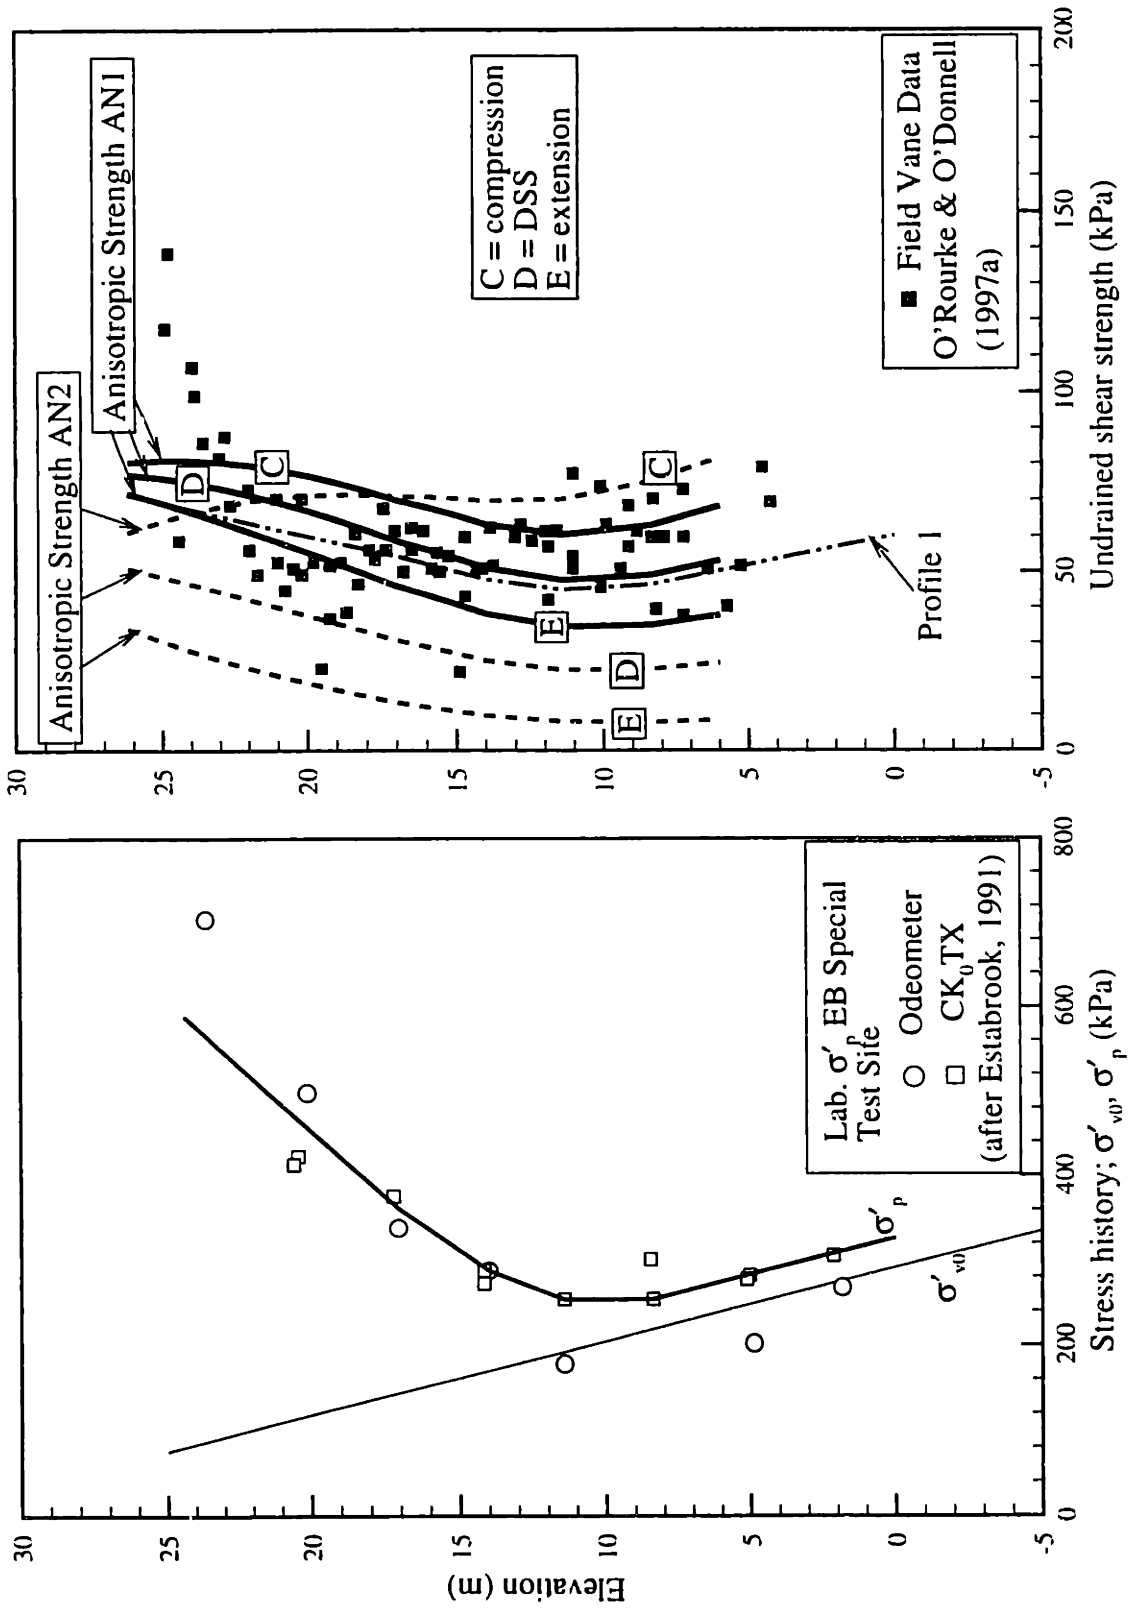 30
25
20
15
10
5
0
-5
Elevation (m)
0
200
400
600
800
Stress history; σ'v0, σ'p (kPa)
σ'p
σ'v0
Lab. σ'p EB Special
Test Site
Odeometer
CK0TX
(after Estabrook, 1991)
30
25
20
15
10
5
0
-5
0
50
100
150
200
Undrained shear strength (kPa)
Anisotropic Strength AN2
Anisotropic Strength AN1
C
D
E
C
D
E
C = compression
D = DSS
E = extension
Profile 1
Field Vane Data
O'Rourke & O'Donnell
(1997a)